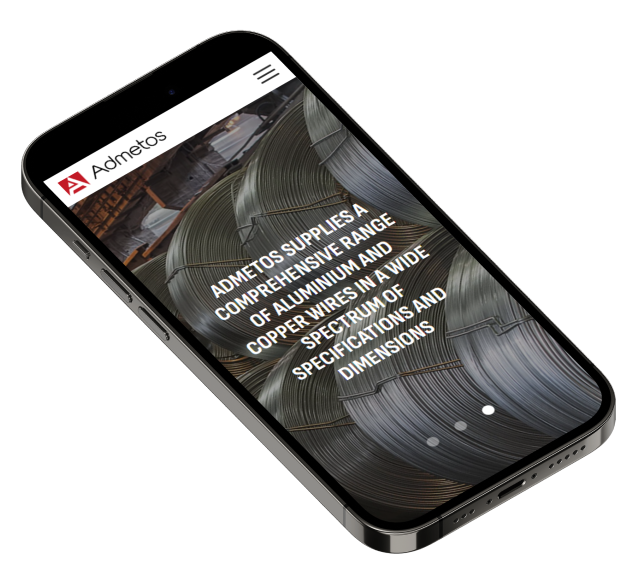 Admetos
ADMETOS SUPPLIES A
COMPREHENSIVE RANGE
OF ALUMINIUM AND
COPPER WIRES IN A WIDE
SPECTRUM OF
SPECIFICATIONS AND
DIMENSIONS